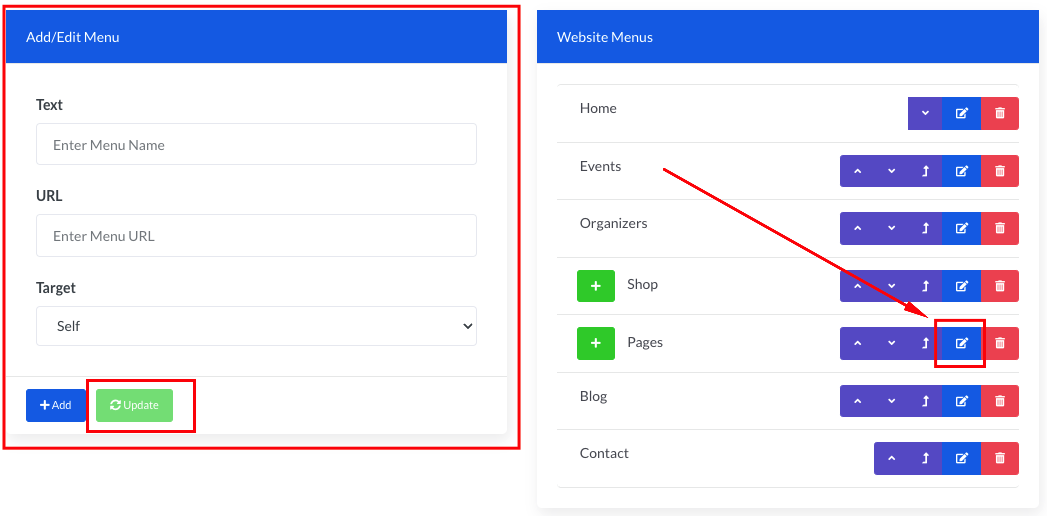 Add/Edit Menu
Text
Enter Menu Name
URL
Enter Menu URL
Target
Self
Add
Update
Website Menus
Home
Events
Organizers
Shop
Pages
Blog
Contact